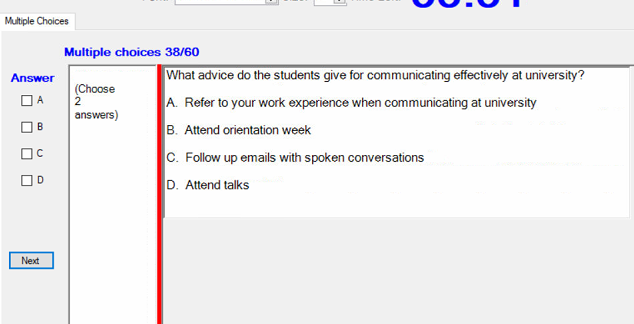 Multiple Choices
Multiple choices 38/60
Answer
A
B
C
D
Next
(Choose
2
answers)
What advice do the students give for communicating effectively at university?
A. Refer to your work experience when communicating at university
B. Attend orientation week
C. Follow up emails with spoken conversations
D. Attend talks